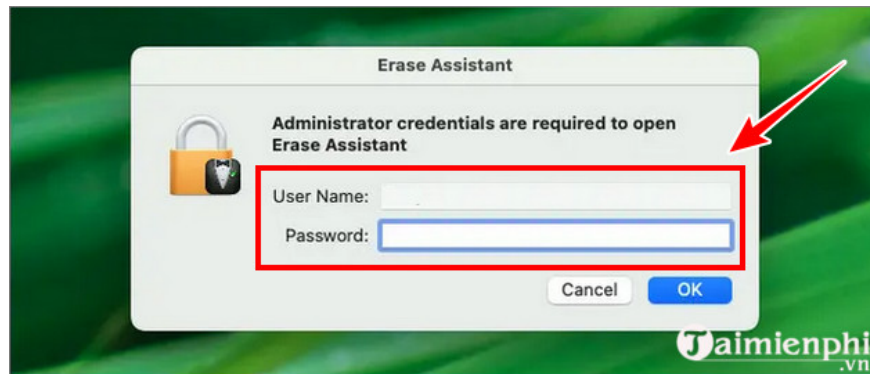 Erase Assistant
Administrator credentials are required to open
Erase Assistant
User Name:
Password:
Cancel
OK
Taimienphi
.vn